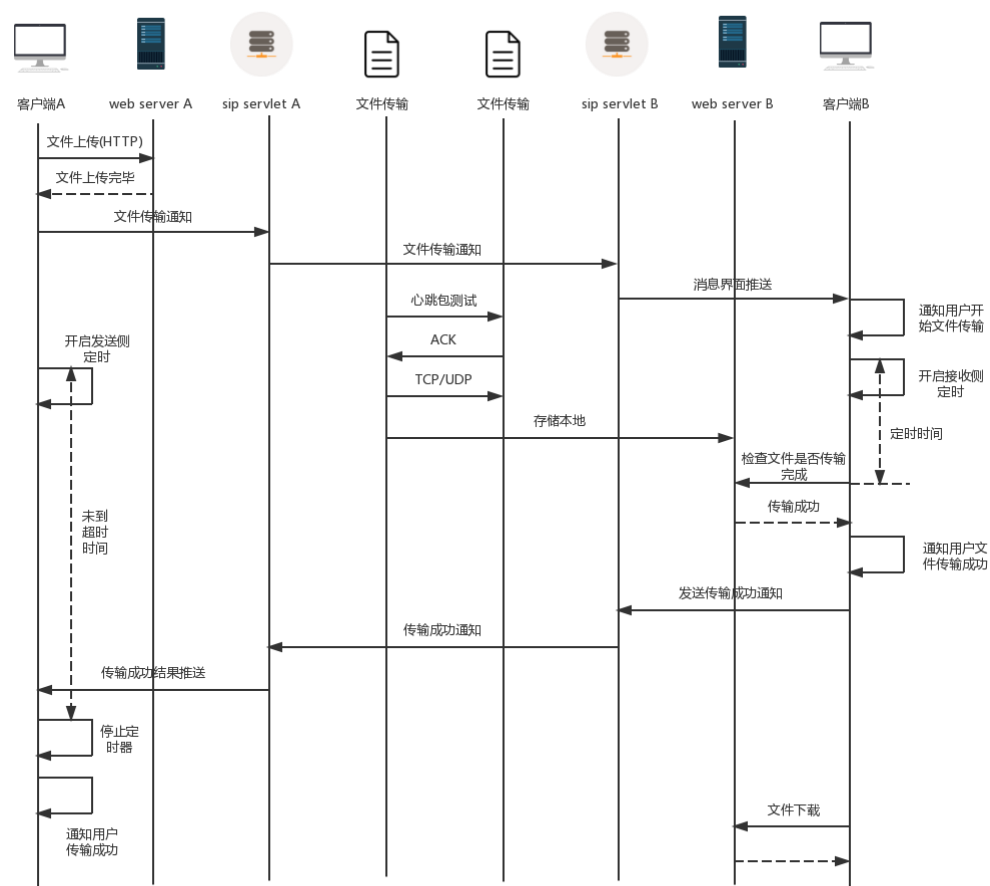 客户端A
web server A
sip servlet A
文件传输
文件传输
sip servlet B
web server B
客户端B
文件上传(HTTP)
文件上传完毕
文件传输通知
文件传输通知
消息界面推送
心跳包测试
通知用户开
始文件传输
开启发送侧
定时
ACK
TCP/UDP
开启接收侧
定时
存储本地
定时时间
检查文件是否传输
完成
传输成功
未到
超时
时间
通知用户文
件传输成功
发送传输成功通知
传输成功通知
传输成功结果推送
停止定
时器
文件下载
通知用户
传输成功